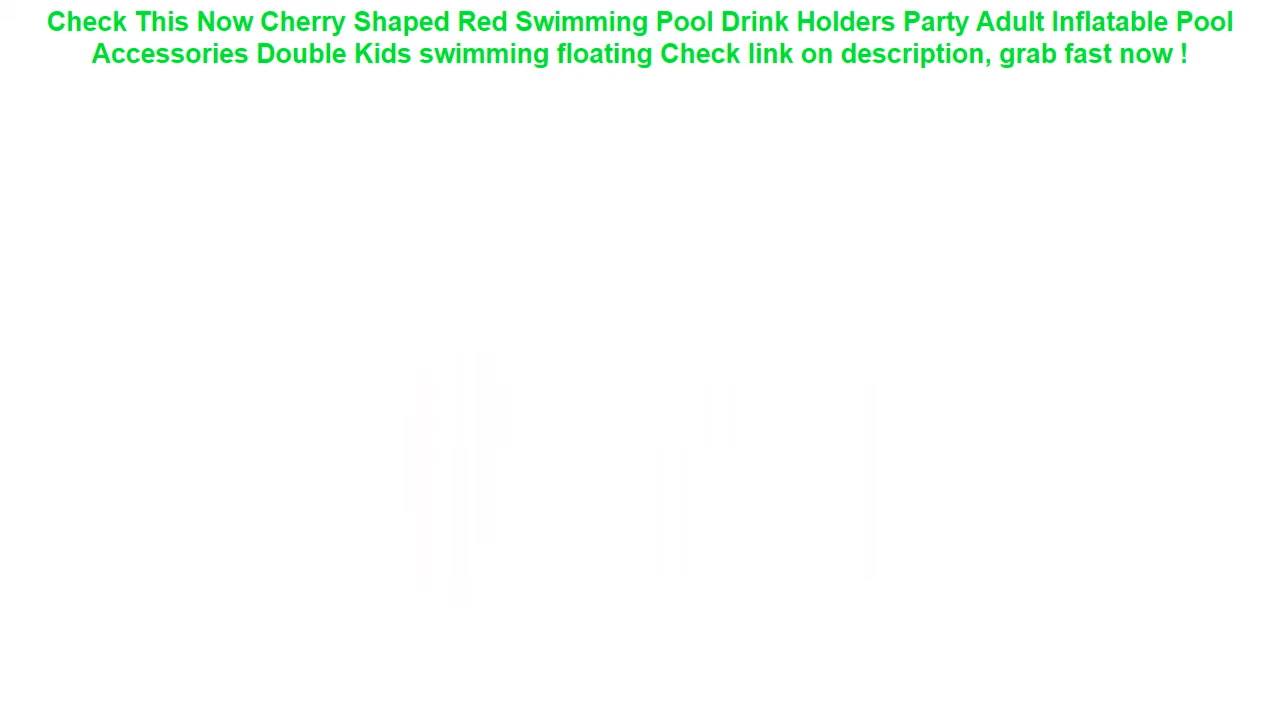 Check This Now Cherry Shaped Red Swimming Pool Drink Holders Party Adult Inflatable Pool
Accessories Double Kids swimming floating Check link on description, grab fast now !